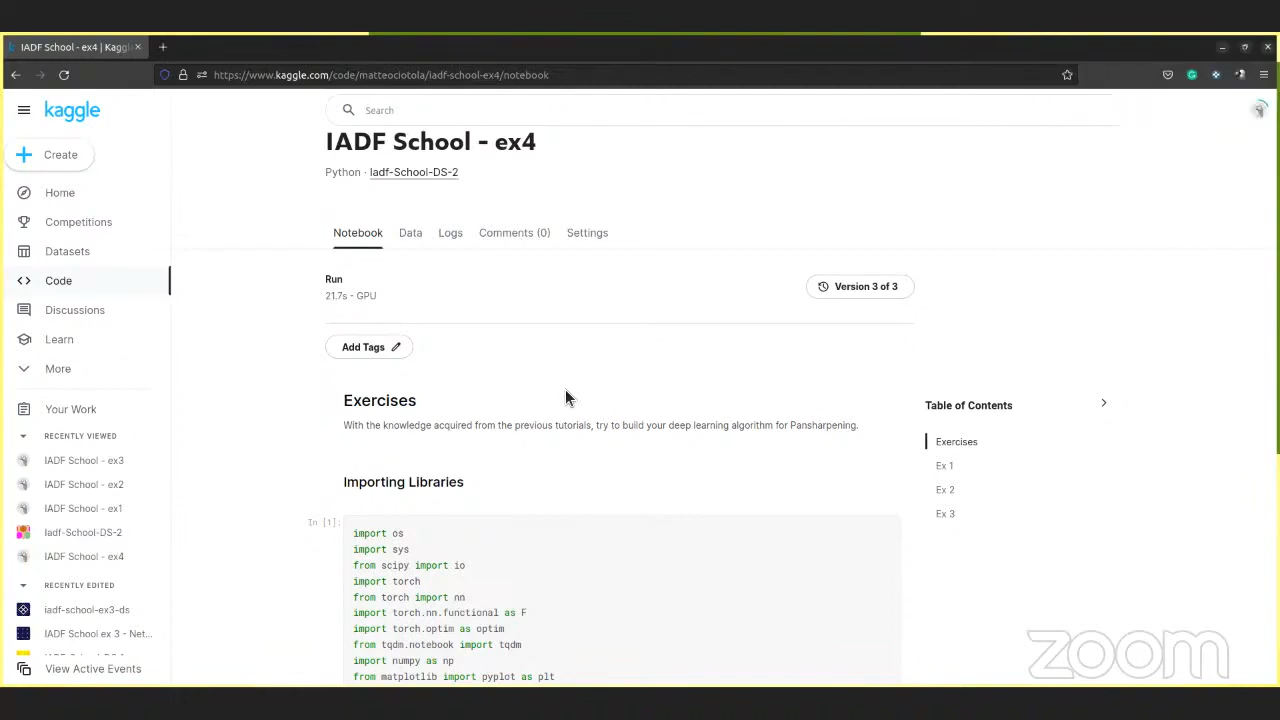 IADF School - ex4 | Kaggl
https://www.kaggle.com/code/matteociotola/iadf-school-ex4/notebook
kaggle
Search
Create
Home
Competitions
Datasets
Code
Discussions
Learn
More
Your Work
RECENTLY VIEWED
IADF School - ex3
IADF School - ex2
IADF School - ex1
Iadf-School-DS-2
IADF School - ex4
RECENTLY EDITED
iadf-school-ex3-ds
IADF School ex 3 - Net...
View Active Events
IADF School - ex4
Python · Iadf-School-DS-2
Notebook Data Logs Comments (0) Settings
Run
21.7s - GPU
Version 3 of 3
Add Tags
Exercises
With the knowledge acquired from the previous tutorials, try to build your deep learning algorithm for Pansharpening.
Importing Libraries
In [1]:
import os
import sys
from scipy import io
import torch
from torch import nn
import torch.nn.functional as F
import torch.optim as optim
from tqdm.notebook import tqdm
import numpy as np
from matplotlib import pyplot as plt
Table of Contents
Exercises
Ex 1
Ex 2
Ex 3
zoom